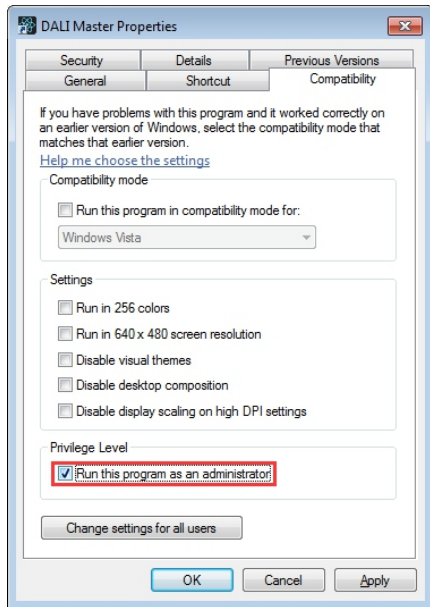 DALI Master Properties
Security
Details
Previous Versions
General
Shortcut
Compatibility
If you have problems with this program and it worked correctly on
an earlier version of Windows, select the compatibility mode that
matches that earlier version.
Help me choose the settings
Compatibility mode
Run this program in compatibility mode for:
Windows Vista
Settings
Run in 256 colors
Run in 640 x 480 screen resolution
Disable visual themes
Disable desktop composition
Disable display scaling on high DPI settings
Privilege Level
Run this program as an administrator
Change settings for all users
OK
Cancel
Apply